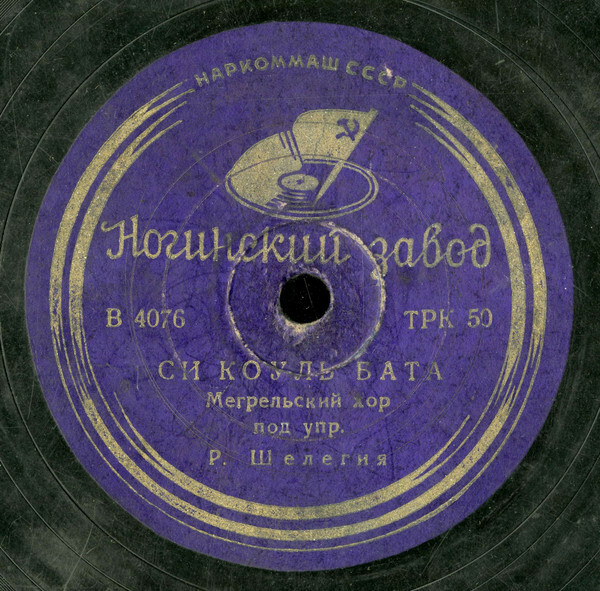 НАРКОММАШ СССР
Ногинский завод
В 4076 ТРК 50
СИ КОУЛЬ БАТА
Мегрельский хор
под упр.
Р. Шелегия